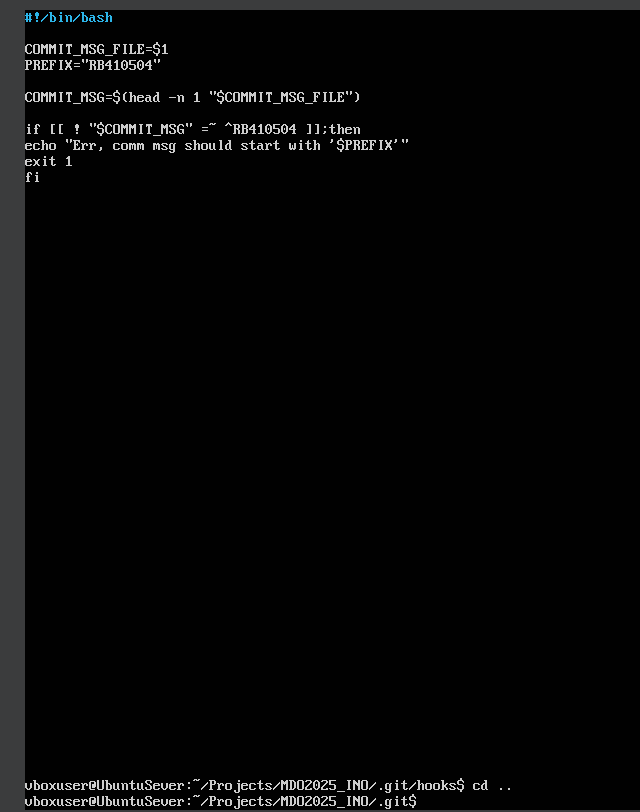 #!/bin/bash
COMMIT_MSG_FILE=$1
PREFIX="RB410504"
COMMIT_MSG=$(head -n 1 "$COMMIT_MSG_FILE")
if [[ ! "$COMMIT_MSG" =~ ^RB410504 ]];then
echo "Err, comm msg should start with '$PREFIX'"
exit 1
fi
vboxuser@UbuntuSever:~/Projects/MDO2025_INO/.git/hooks$ cd ..
vboxuser@UbuntuSever:~/Projects/MDO2025_INO/.git$